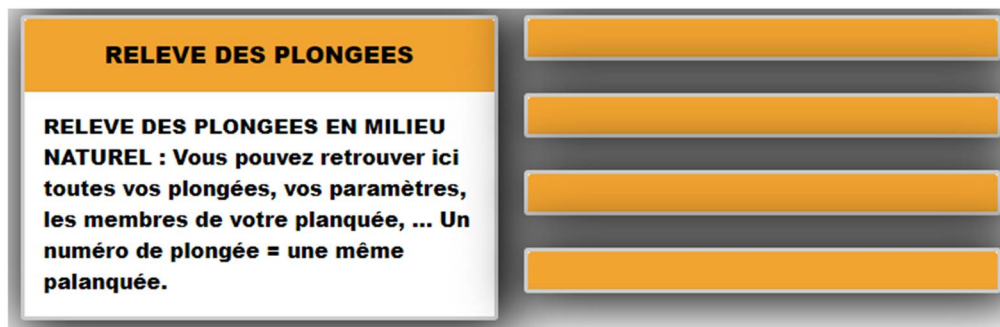 RELEVE DES PLONGEES
RELEVE DES PLONGEES EN MILIEU
NATUREL : Vous pouvez retrouver ici
toutes vos plongées, vos paramètres,
les membres de votre planquée, ... Un
numéro de plongée = une même
palanquée.